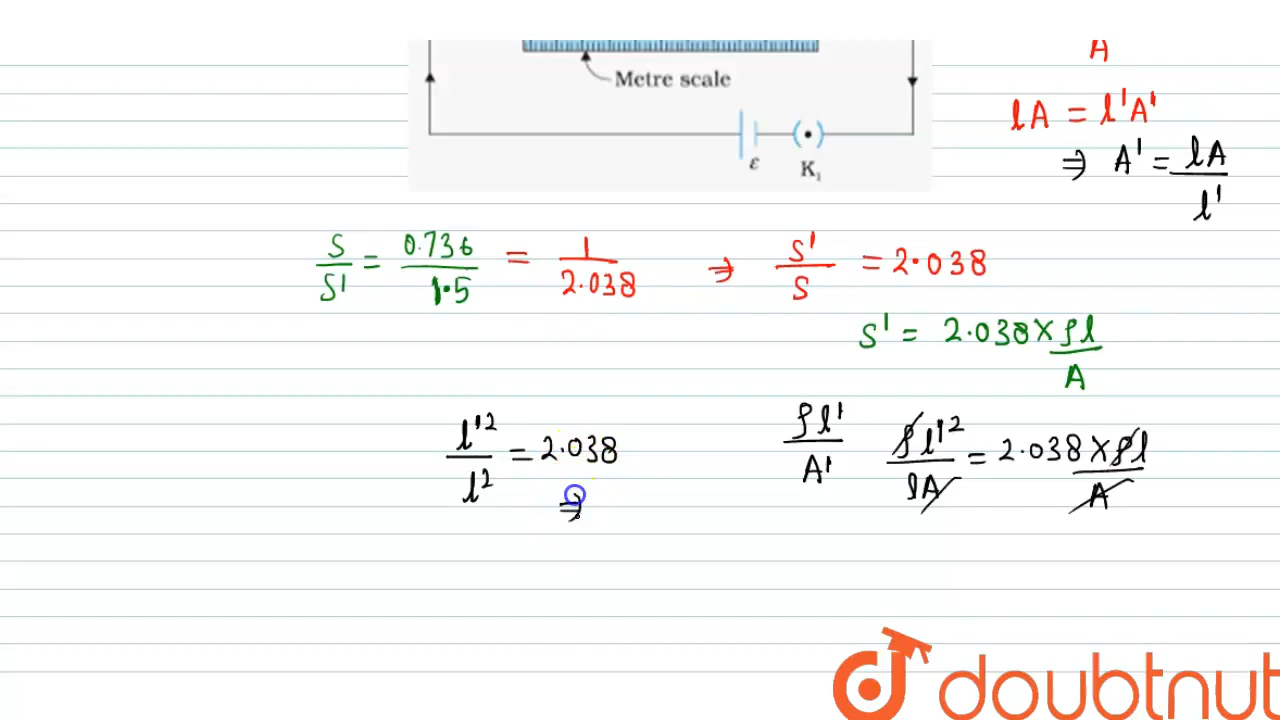 A
Metre scale
lA = l'A'
⇒ A' = lA / l'
ε
K₁
S/S' = 0.736/1.5 = 1/2.038 ⇒ S'/S = 2.038
S' = 2.038 × ρl/A
l'²/l² = 2.038
⇒
ρl'/A'
ρl'²/lA = 2.038 × ρl/A
doubtnut